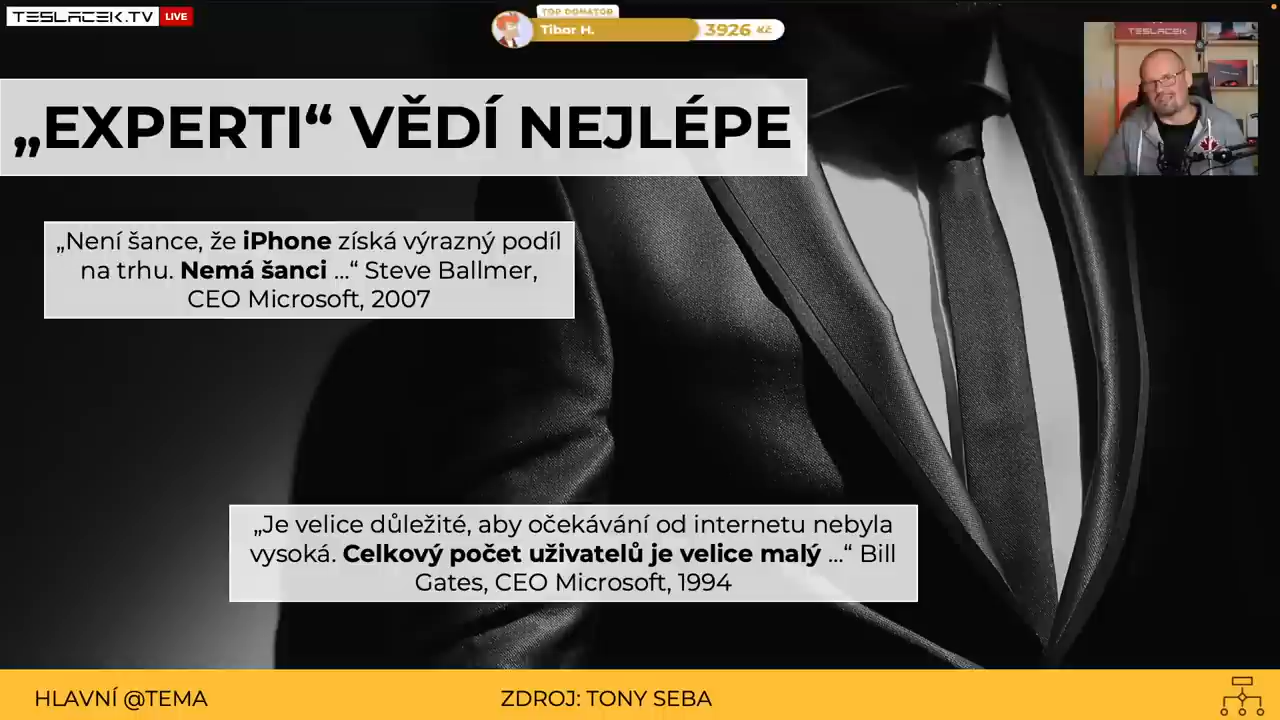 TESLACEK.TV LIVE
TOP DONATOR
Tibor H. 3926 Kč
TESLACEK
„EXPERTI“ VĚDÍ NEJLÉPE
„Není šance, že iPhone získá výrazný podíl
na trhu. Nemá šanci ...“ Steve Ballmer,
CEO Microsoft, 2007
„Je velice důležité, aby očekávání od internetu nebyla
vysoká. Celkový počet uživatelů je velice malý ...“ Bill
Gates, CEO Microsoft, 1994
HLAVNÍ @TEMA
ZDROJ: TONY SEBA